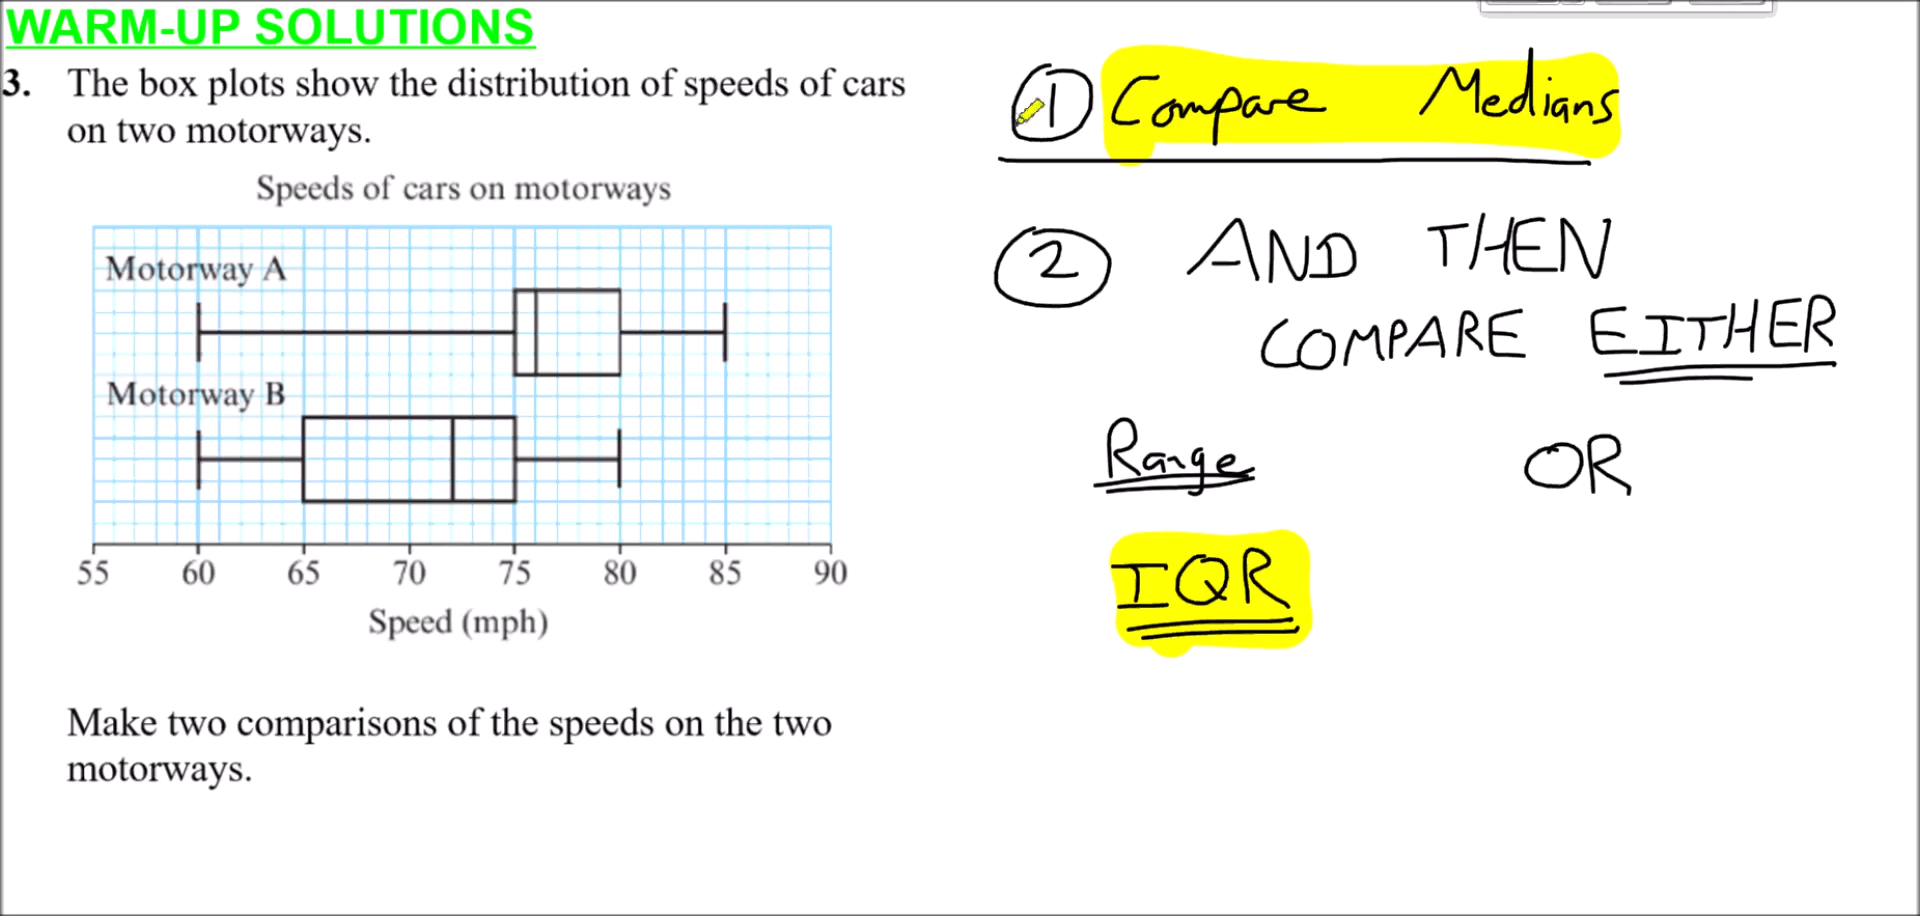 WARM-UP SOLUTIONS
3. The box plots show the distribution of speeds of cars
on two motorways.
Speeds of cars on motorways
Motorway A
Motorway B
55 60 65 70 75 80 85 90
Speed (mph)
Make two comparisons of the speeds on the two
motorways.
1 Compare Medians
2 AND THEN
COMPARE EITHER
Range OR
IQR